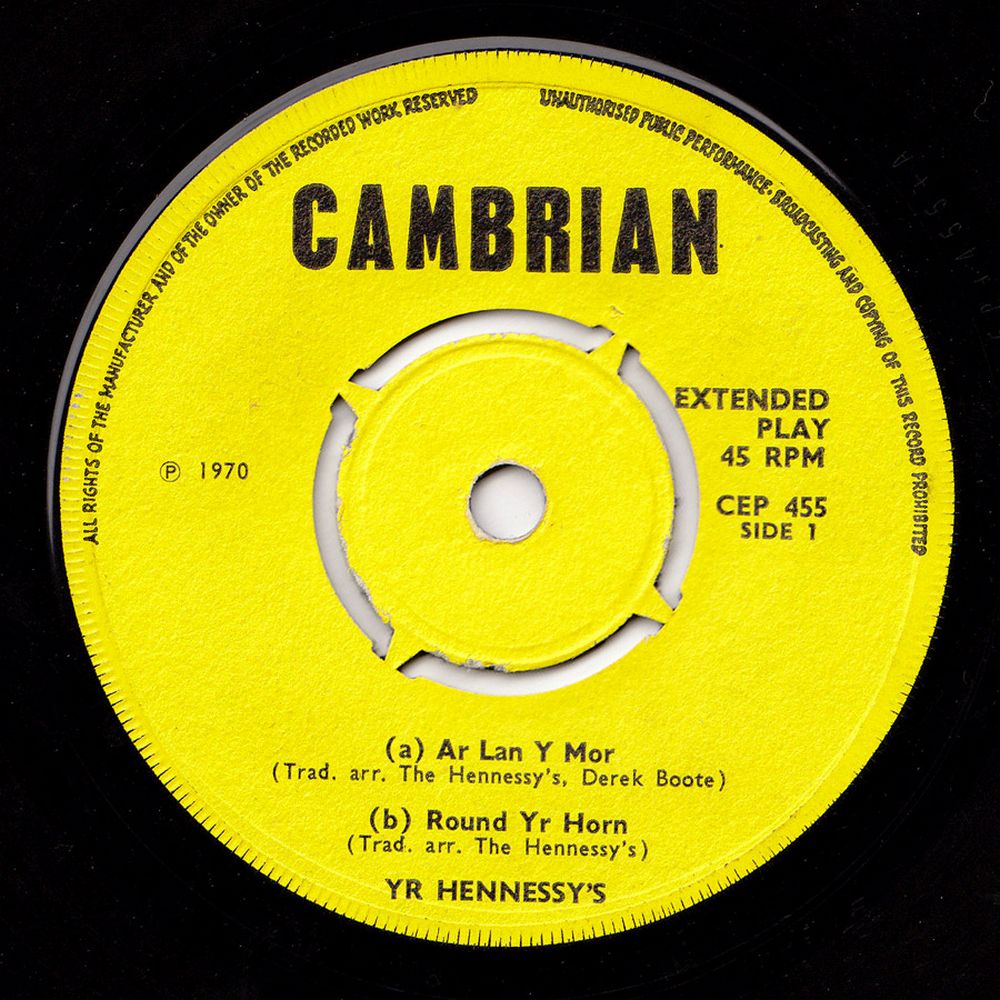 ALL RIGHTS OF THE MANUFACTURER AND OF THE OWNER OF THE RECORDED WORK RESERVED
UNAUTHORISED PUBLIC PERFORMANCE, BROADCASTING AND COPYING OF THIS RECORD PROHIBITED
CAMBRIAN
EXTENDED
PLAY
45 RPM
℗ 1970
CEP 455
SIDE 1
(a) Ar Lan Y Mor
(Trad. arr. The Hennessy's, Derek Boote)
(b) Round Yr Horn
(Trad. arr. The Hennessy's)
YR HENNESSY'S